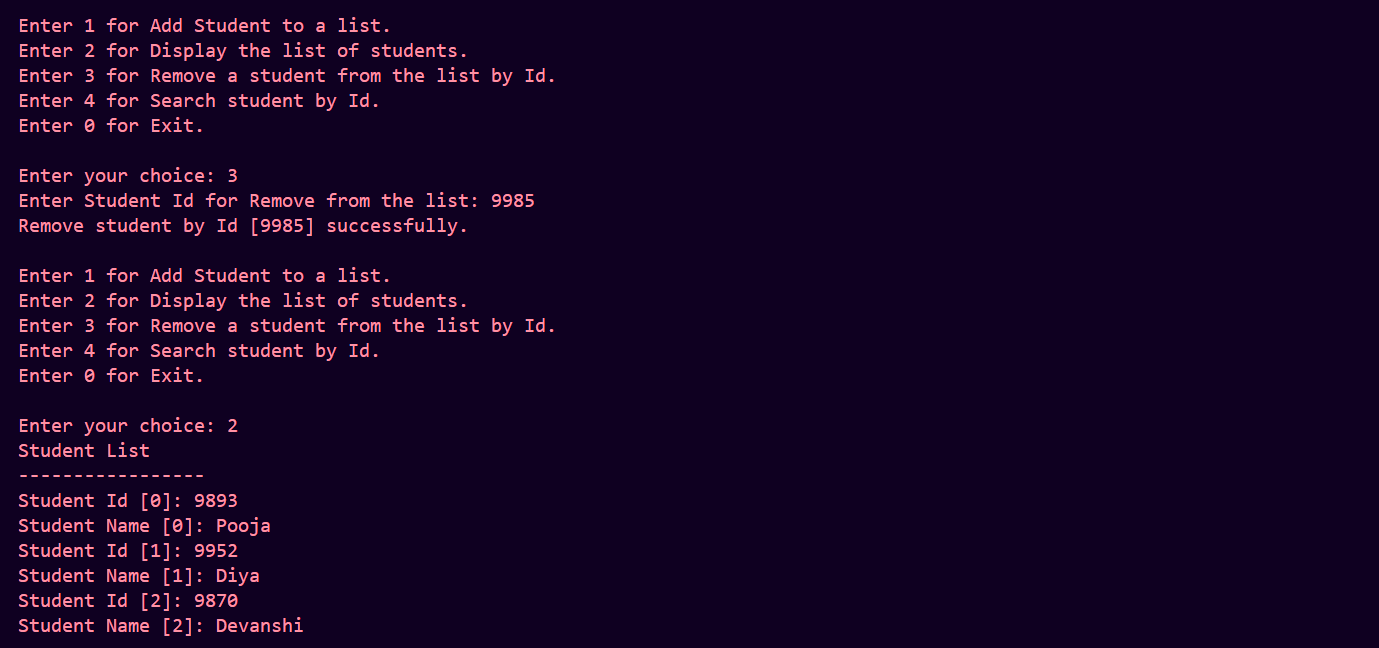 Enter 1 for Add Student to a list.
Enter 2 for Display the list of students.
Enter 3 for Remove a student from the list by Id.
Enter 4 for Search student by Id.
Enter 0 for Exit.
Enter your choice: 3
Enter Student Id for Remove from the list: 9985
Remove student by Id [9985] successfully.
Enter 1 for Add Student to a list.
Enter 2 for Display the list of students.
Enter 3 for Remove a student from the list by Id.
Enter 4 for Search student by Id.
Enter 0 for Exit.
Enter your choice: 2
Student List
-----------------
Student Id [0]: 9893
Student Name [0]: Pooja
Student Id [1]: 9952
Student Name [1]: Diya
Student Id [2]: 9870
Student Name [2]: Devanshi